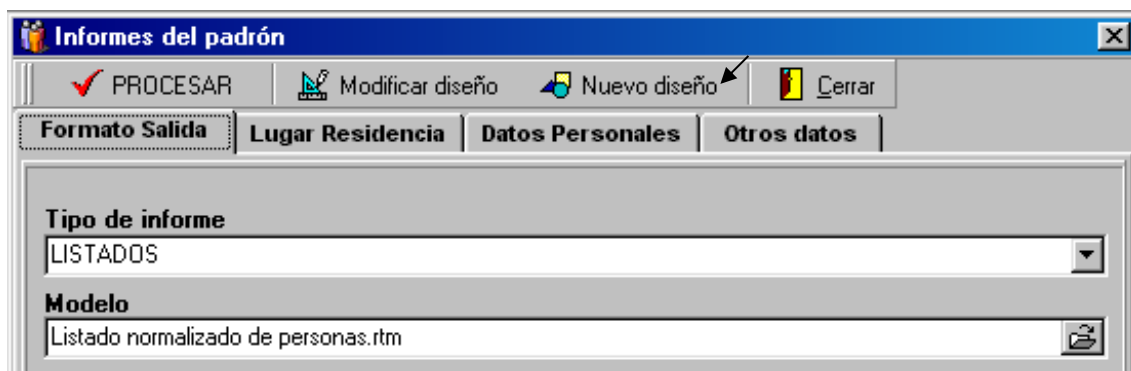 Informes del padrón
PROCESAR Modificar diseño Nuevo diseño Cerrar
Formato Salida Lugar Residencia Datos Personales Otros datos
Tipo de informe
LISTADOS
Modelo
Listado normalizado de personas.rtm